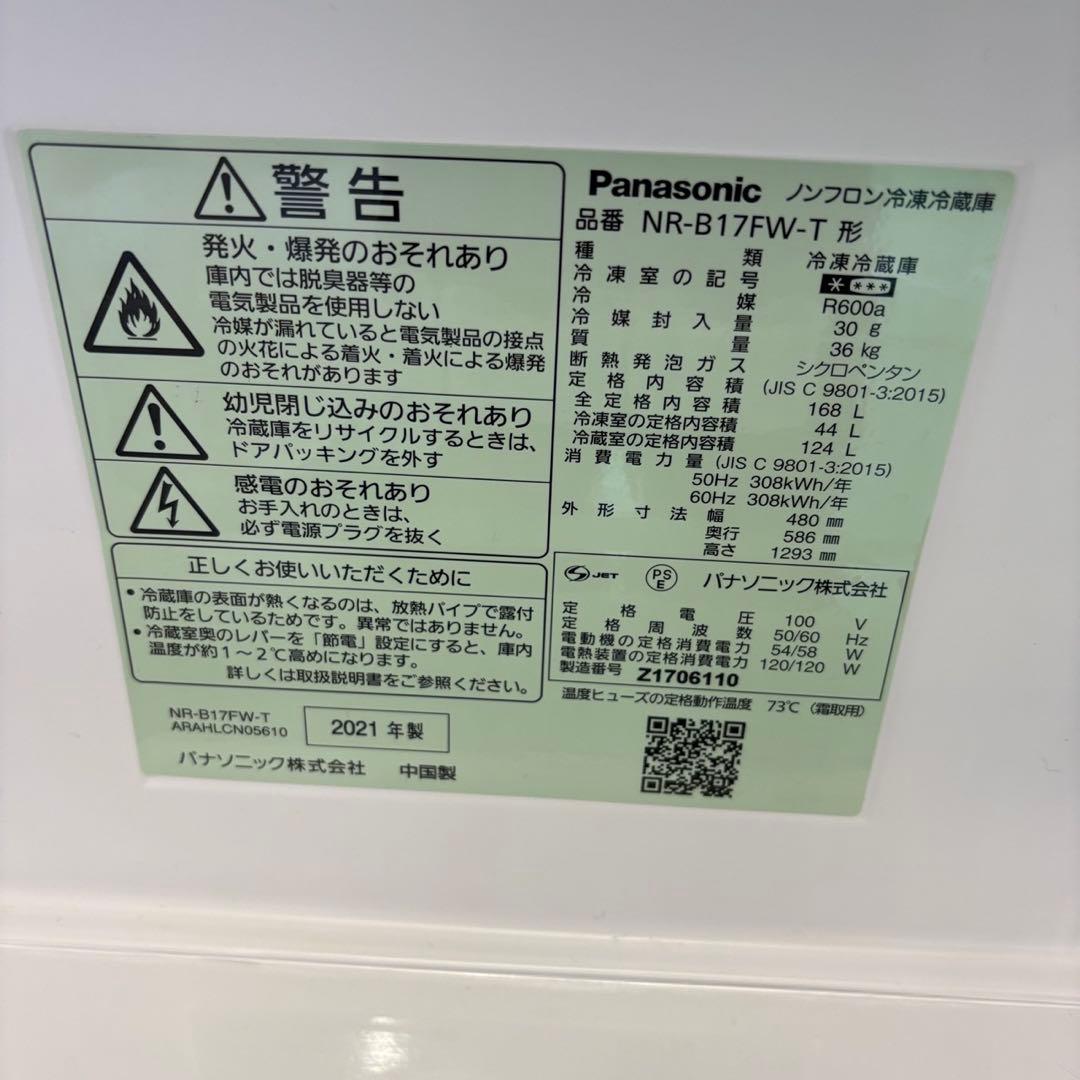 警告
発火・爆発のおそれあり
庫内では脱臭器等の
電気製品を使用しない
冷媒が漏れていると電気製品の接点
の火花による着火・着火による爆発
のおそれがあります
幼児閉じ込みのおそれあり
冷蔵庫をリサイクルするときは、
ドアパッキングを外す
感電のおそれあり
お手入れのときは、
必ず電源プラグを抜く
正しくお使いいただくために
・冷蔵庫の表面が熱くなるのは、放熱パイプで露付
防止をしているためです。異常ではありません。
・冷蔵室奥のレバーを「節電」設定にすると、庫内
温度が約1〜2℃高めになります。
詳しくは取扱説明書をご参照ください。
NR-B17FW-T
ARAHLCN05610
2021年製
パナソニック株式会社 中国製
Panasonic ノンフロン冷凍冷蔵庫
品番 NR-B17FW-T 形
種類 冷凍冷蔵庫
冷凍室の記号 * ***
冷媒 R600a
冷媒封入量 30 g
質量 36 kg
断熱発泡ガス シクロペンタン
定格内容積 (JIS C 9801-3:2015)
全定格内容積 168 L
冷凍室の定格内容積 44 L
冷蔵室の定格内容積 124 L
消費電力量 (JIS C 9801-3:2015)
50Hz 308kWh/年
60Hz 308kWh/年
外形寸法 幅 480 mm
奥行 586 mm
高さ 1293 mm
JET PSE パナソニック株式会社
定格電圧 100 V
定格周波数 50/60 Hz
電動機の定格消費電力 54/58 W
電熱装置の定格消費電力 120/120 W
製造番号 Z1706110
温度ヒューズの定格動作温度 73℃（霜取用）